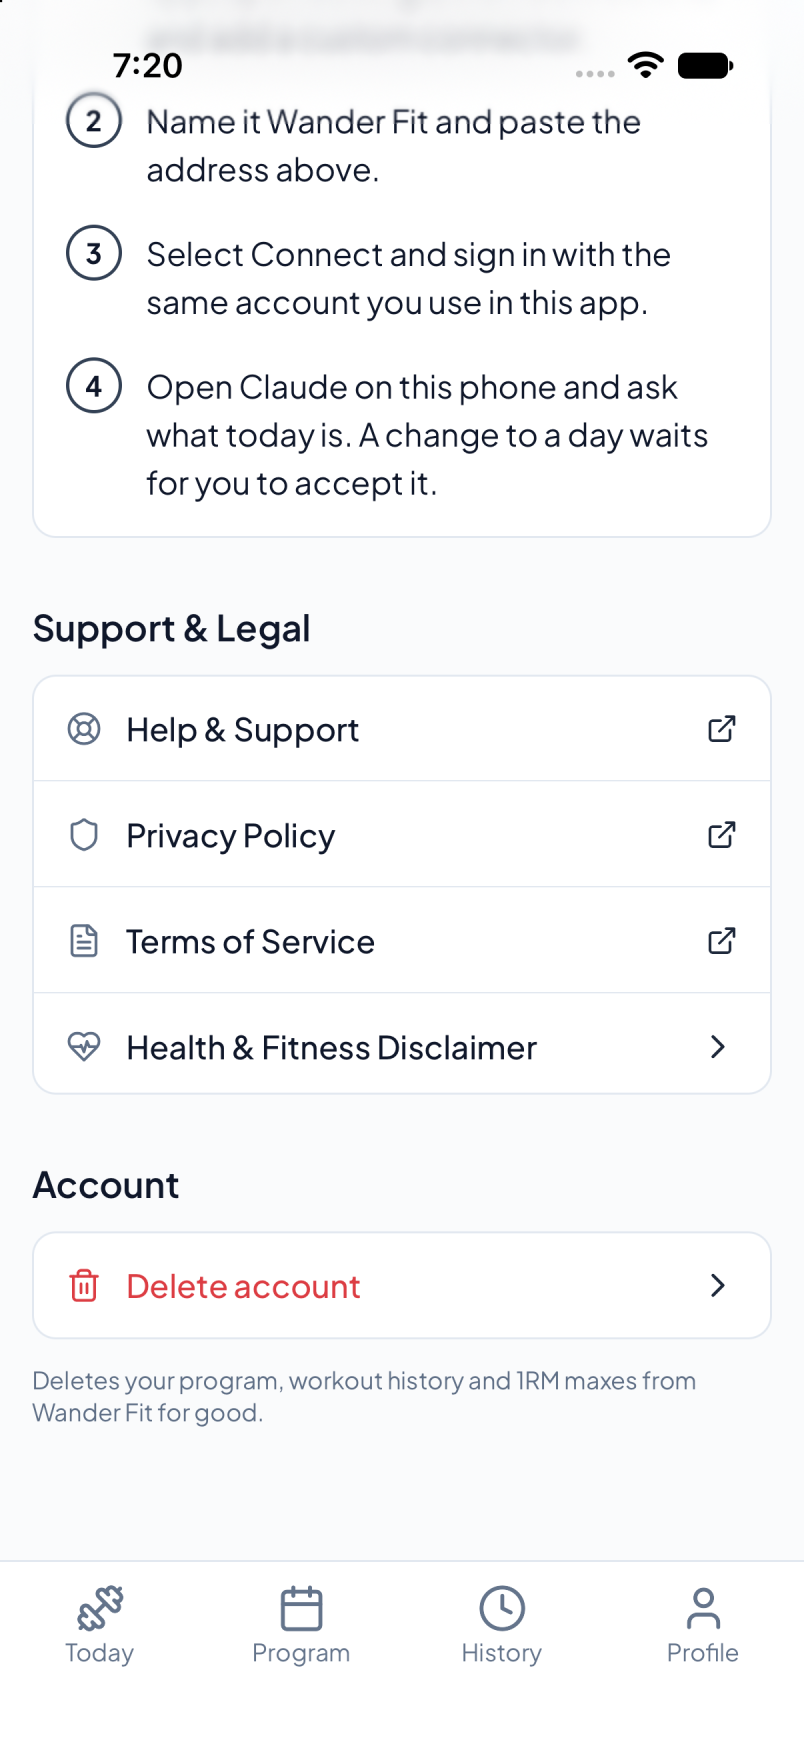 and add a custom connector.
7:20
2
Name it Wander Fit and paste the
address above.
3
Select Connect and sign in with the
same account you use in this app.
4
Open Claude on this phone and ask
what today is. A change to a day waits
for you to accept it.
Support & Legal
Help & Support
Privacy Policy
Terms of Service
Health & Fitness Disclaimer
Account
Delete account
Deletes your program, workout history and 1RM maxes from
Wander Fit for good.
Today
Program
History
Profile